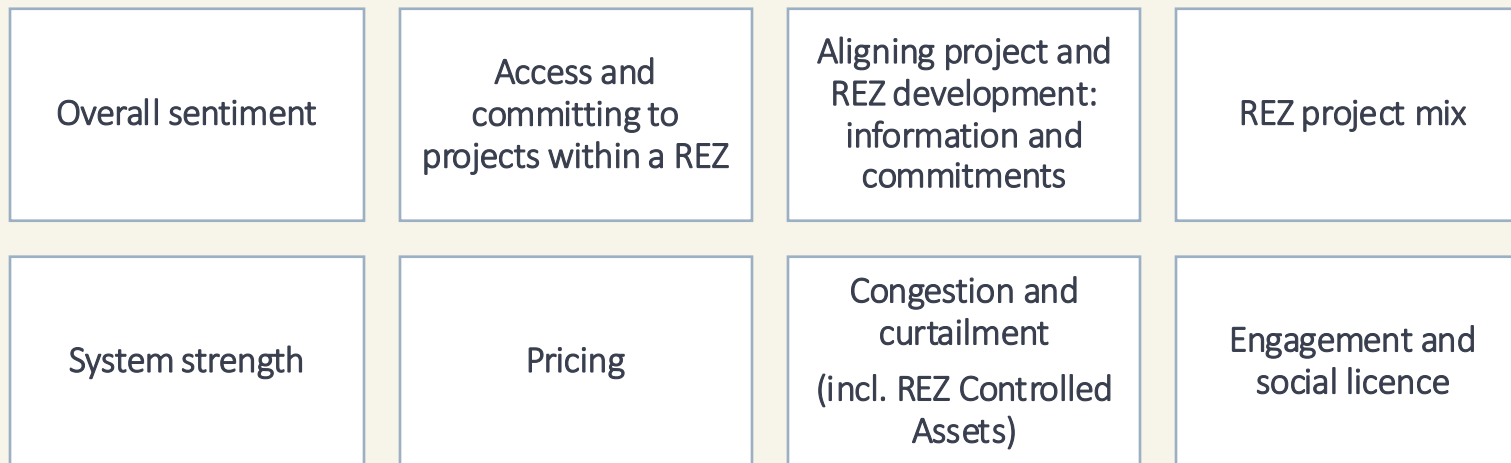 Overall sentiment
Access and
committing to
projects within a REZ
Aligning project and
REZ development:
information and
commitments
REZ project mix
System strength
Pricing
Congestion and
curtailment
(incl. REZ Controlled
Assets)
Engagement and
social licence